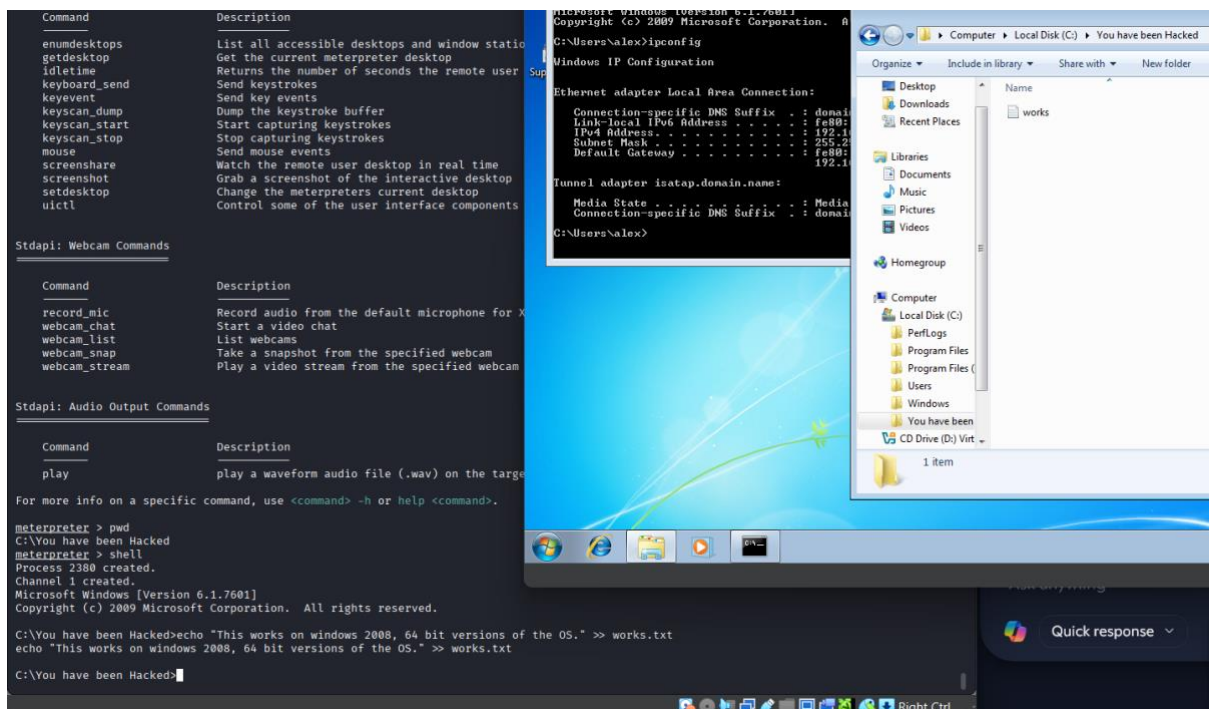 Command Description
enumdesktops List all accessible desktops and window statio
getdesktop Get the current meterpreter desktop
idletime Returns the number of seconds the remote user
keyboard_send Send keystrokes
keyevent Send key events
keyscan_dump Dump the keystroke buffer
keyscan_start Start capturing keystrokes
keyscan_stop Stop capturing keystrokes
mouse Send mouse events
screenshare Watch the remote user desktop in real time
screenshot Grab a screenshot of the interactive desktop
setdesktop Change the meterpreters current desktop
uictl Control some of the user interface components
Stdapi: Webcam Commands
Command Description
record_mic Record audio from the default microphone for X
webcam_chat Start a video chat
webcam_list List webcams
webcam_snap Take a snapshot from the specified webcam
webcam_stream Play a video stream from the specified webcam
Stdapi: Audio Output Commands
Command Description
play play a waveform audio file (.wav) on the targe
For more info on a specific command, use <command> -h or help <command>.
meterpreter > pwd
C:\You have been Hacked
meterpreter > shell
Process 2380 created.
Channel 1 created.
Microsoft Windows [Version 6.1.7601]
Copyright (c) 2009 Microsoft Corporation. All rights reserved.
C:\You have been Hacked>echo "This works on windows 2008, 64 bit versions of the OS." >> works.txt
echo "This works on windows 2008, 64 bit versions of the OS." >> works.txt
C:\You have been Hacked>
Sup
Microsoft Windows [Version 6.1.7601]
Copyright (c) 2009 Microsoft Corporation. A
C:\Users\alex>ipconfig
Windows IP Configuration
Ethernet adapter Local Area Connection:
Connection-specific DNS Suffix . : domai
Link-local IPv6 Address . . . . . : fe80:
IPv4 Address. . . . . . . . . . . : 192.1
Subnet Mask . . . . . . . . . . . : 255.2
Default Gateway . . . . . . . . . : fe80:
192.1
Tunnel adapter isatap.domain.name:
Media State . . . . . . . . . . . : Media
Connection-specific DNS Suffix . : domai
C:\Users\alex>
Computer Local Disk (C:) You have been Hacked
Organize Include in library Share with New folder
Desktop
Downloads
Recent Places
Libraries
Documents
Music
Pictures
Videos
Homegroup
Computer
Local Disk (C:)
PerfLogs
Program Files
Program Files (
Users
Windows
You have been
CD Drive (D:) Virt
Name
works
1 item
Quick response
Right Ctrl